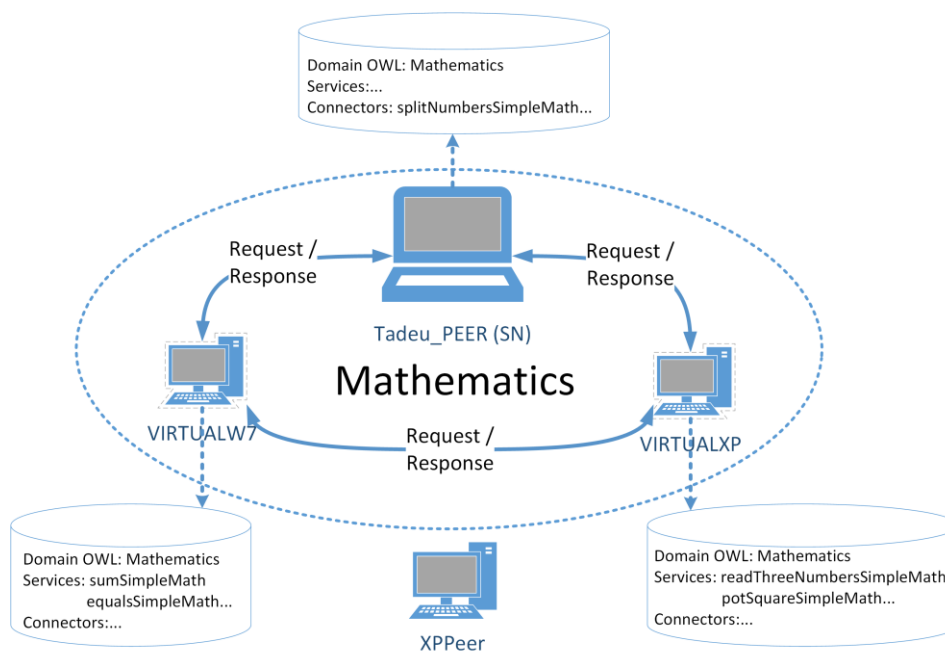 Domain OWL: Mathematics
Services:...
Connectors: splitNumbersSimpleMath...
Request /
Response
Request /
Response
Tadeu_PEER (SN)
Mathematics
VIRTUALW7
VIRTUALXP
Request /
Response
Domain OWL: Mathematics
Services: sumSimpleMath
equalsSimpleMath...
Connectors:...
Domain OWL: Mathematics
Services: readThreeNumbersSimpleMath
potSquareSimpleMath...
Connectors:...
XPPeer